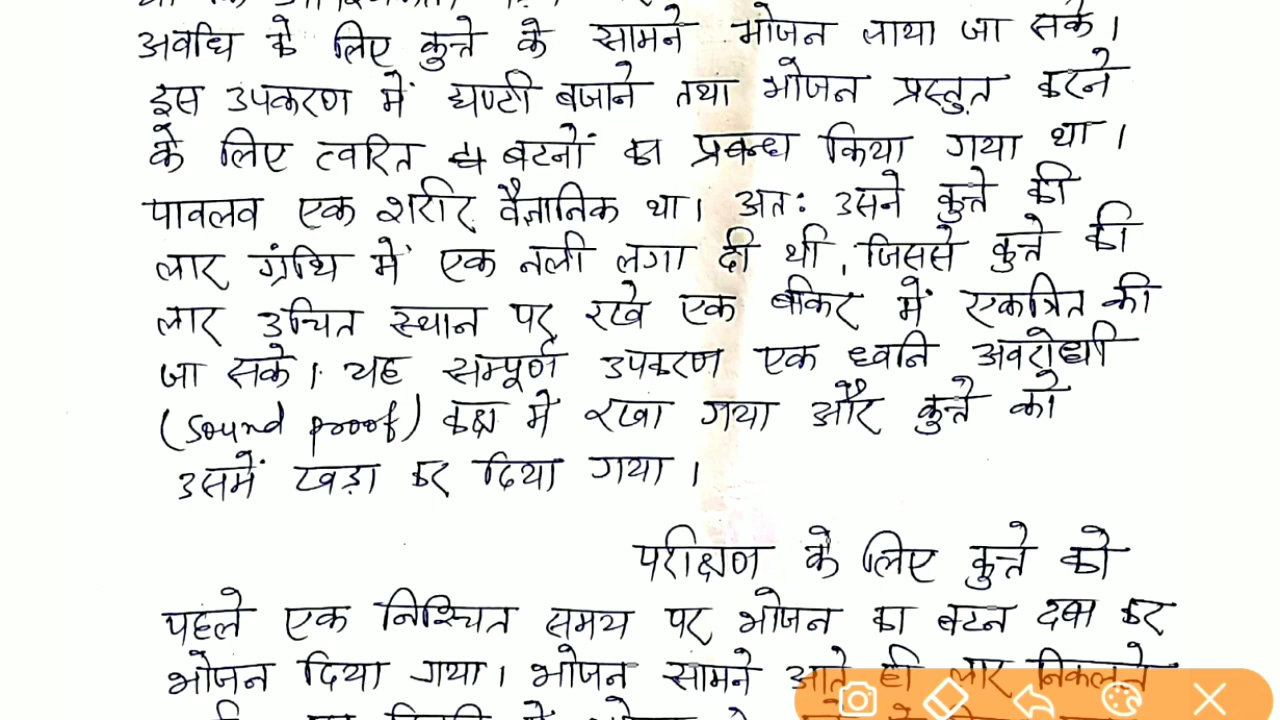 अवधि के लिए कुत्ते के सामने भोजन लाया जा सके।
इस उपकरण में घण्टी बजाने तथा भोजन प्रस्तुत करने
के लिए त्वरित बटनों का प्रबन्ध किया गया था।
पावलव एक शरीर वैज्ञानिक था। अतः उसने कुत्ते की
लार ग्रंथि में एक नली लगा दी थी, जिससे कुत्ते की
लार उचित स्थान पर रखे एक बीकर में एकत्रित की
जा सके। यह सम्पूर्ण उपकरण एक ध्वनि अवरोधी
(Sound proof) कक्ष में रखा गया और कुत्ते को
उसमें खड़ा कर दिया गया।
परीक्षण के लिए कुत्ते को
पहले एक निश्चित समय पर भोजन का बटन दबा कर
भोजन दिया गया। भोजन सामने आते ही लार निकलने